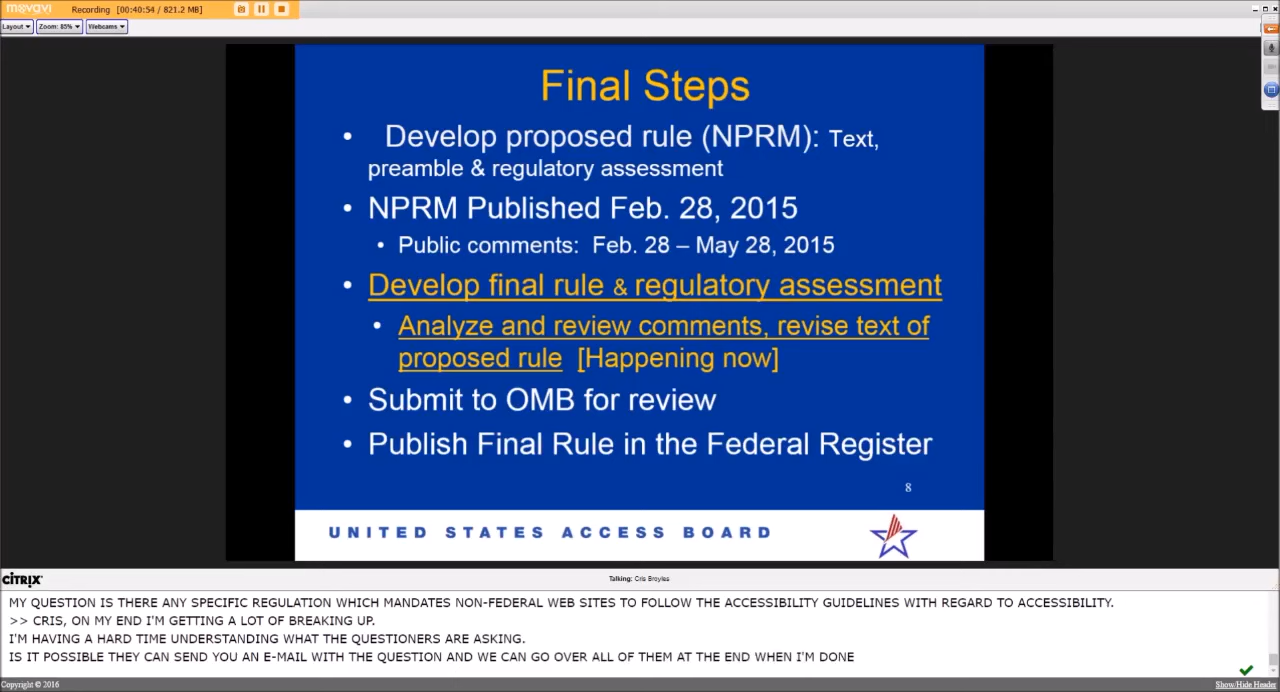 movavi Recording [00:40:54 / 821.2 MB]
Layout Zoom: 85% Webcams
Final Steps
• Develop proposed rule (NPRM): Text,
preamble & regulatory assessment
• NPRM Published Feb. 28, 2015
• Public comments: Feb. 28 – May 28, 2015
• Develop final rule & regulatory assessment
• Analyze and review comments, revise text of
proposed rule [Happening now]
• Submit to OMB for review
• Publish Final Rule in the Federal Register
8
UNITED STATES ACCESS BOARD
CİTRIX® Talking: Cris Broyles
MY QUESTION IS THERE ANY SPECIFIC REGULATION WHICH MANDATES NON-FEDERAL WEB SITES TO FOLLOW THE ACCESSIBILITY GUIDELINES WITH REGARD TO ACCESSIBILITY.
>> CRIS, ON MY END I'M GETTING A LOT OF BREAKING UP.
I'M HAVING A HARD TIME UNDERSTANDING WHAT THE QUESTIONERS ARE ASKING.
IS IT POSSIBLE THEY CAN SEND YOU AN E-MAIL WITH THE QUESTION AND WE CAN GO OVER ALL OF THEM AT THE END WHEN I'M DONE
Copyright © 2016 Show/Hide Header